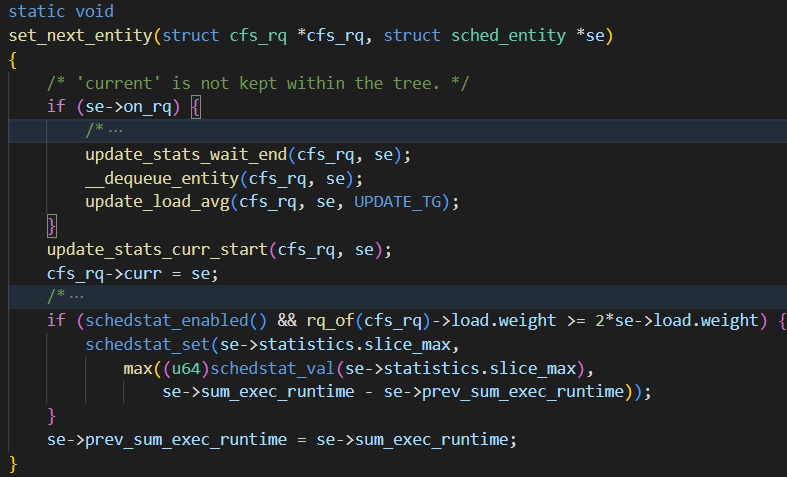 static void
set_next_entity(struct cfs_rq *cfs_rq, struct sched_entity *se)
{
    /* 'current' is not kept within the tree. */
    if (se->on_rq) {
        /* ···
        update_stats_wait_end(cfs_rq, se);
        __dequeue_entity(cfs_rq, se);
        update_load_avg(cfs_rq, se, UPDATE_TG);
    }
    update_stats_curr_start(cfs_rq, se);
    cfs_rq->curr = se;
    /* ···
    if (schedstat_enabled() && rq_of(cfs_rq)->load.weight >= 2*se->load.weight) {
        schedstat_set(se->statistics.slice_max,
            max((u64)schedstat_val(se->statistics.slice_max),
                se->sum_exec_runtime - se->prev_sum_exec_runtime));
    }
    se->prev_sum_exec_runtime = se->sum_exec_runtime;
}